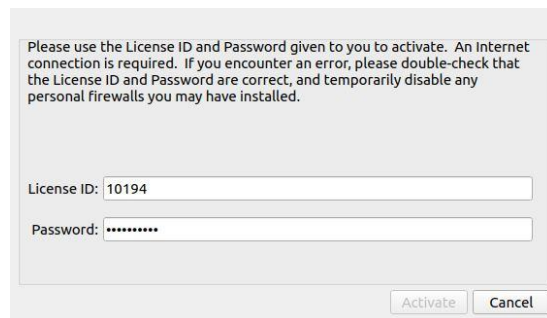 Please use the License ID and Password given to you to activate. An Internet
connection is required. If you encounter an error, please double-check that
the License ID and Password are correct, and temporarily disable any
personal firewalls you may have installed.
License ID: 10194
Password: ••••••••••
Activate Cancel